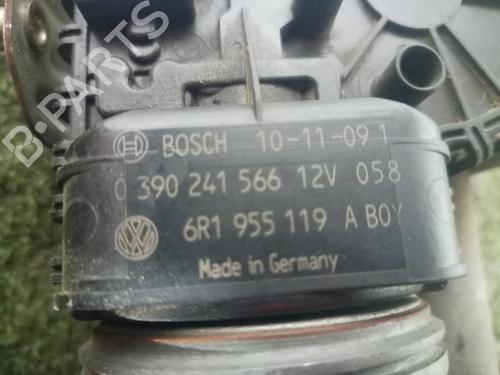 B-PARTS
BOSCH 10-11-09 1
0 390 241 566 12V 058
6R1 955 119 A BOY
Made in Germany